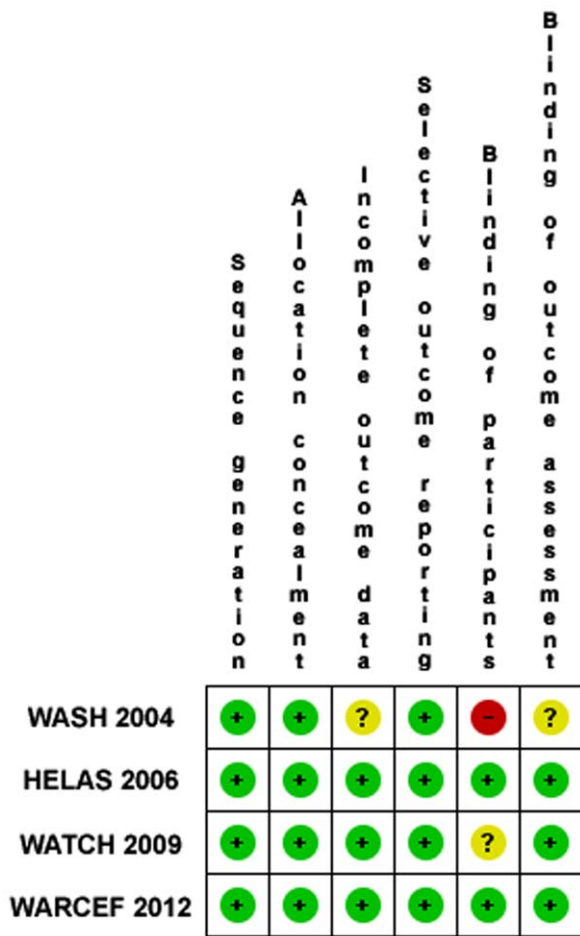 Sequence generation
Allocation concealment
Incomplete outcome data
Selective outcome reporting
Blinding of participants
Blinding of outcome assessment
WASH 2004 + + ? + - ?
HELAS 2006 + + + + + +
WATCH 2009 + + + + ? +
WARCEF 2012 + + + + + +